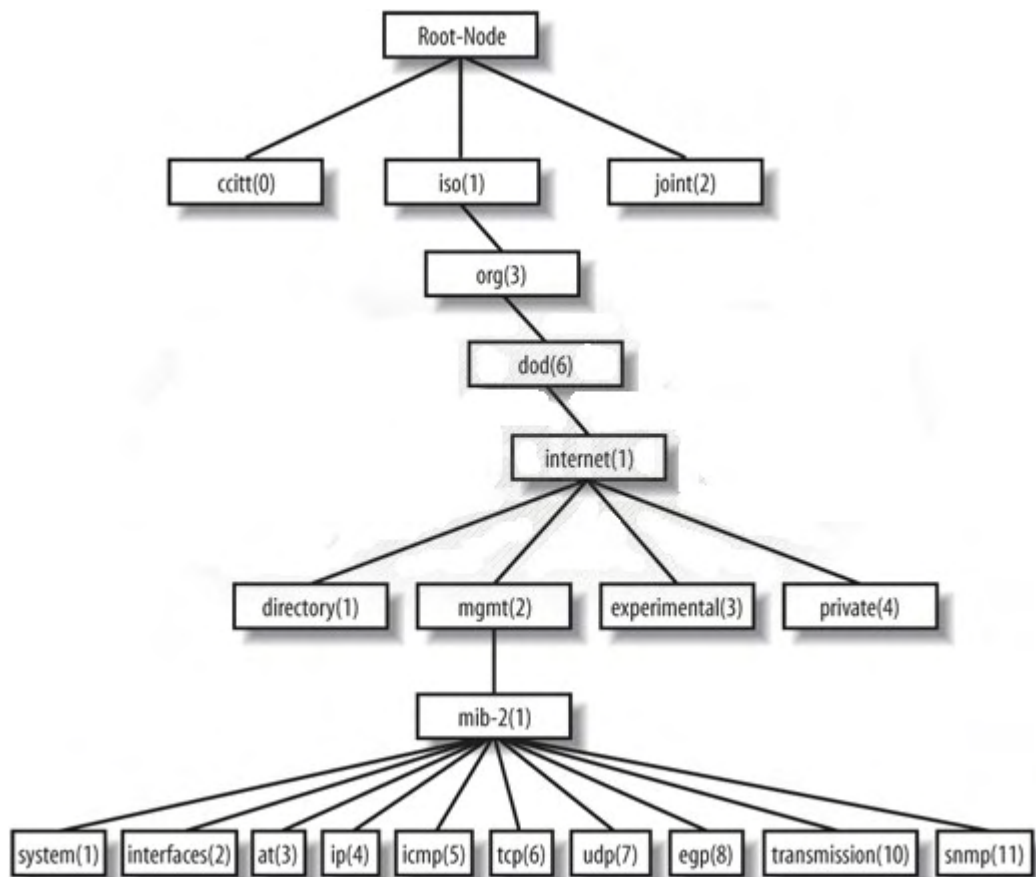 Root-Node
ccitt(0) iso(1) joint(2)
org(3)
dod(6)
internet(1)
directory(1) mgmt(2) experimental(3) private(4)
mib-2(1)
system(1) interfaces(2) at(3) ip(4) icmp(5) tcp(6) udp(7) egp(8) transmission(10) snmp(11)